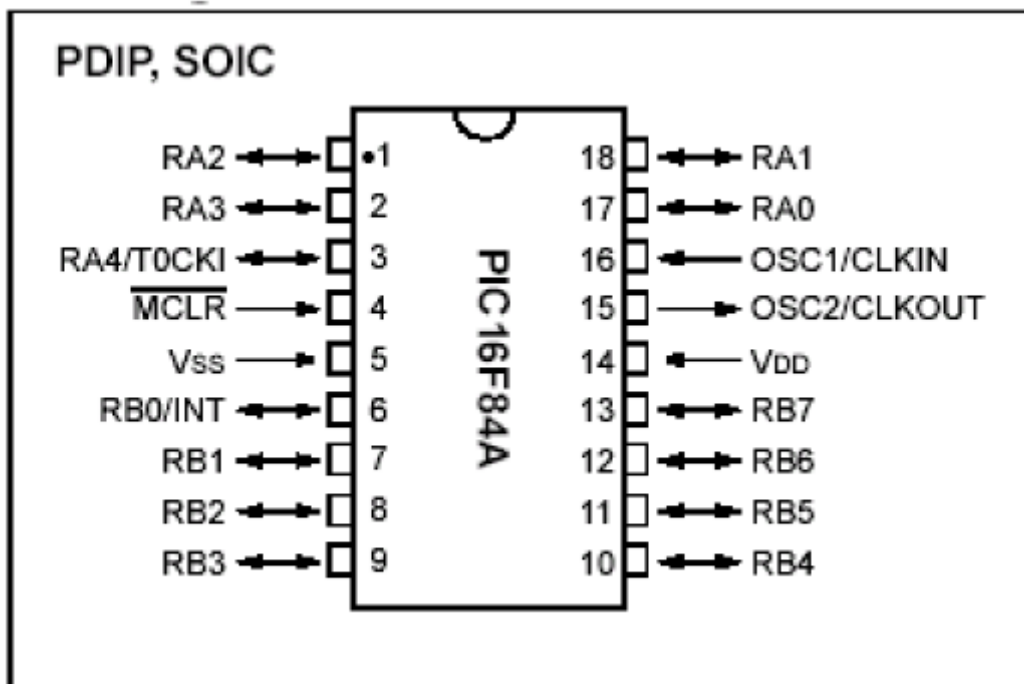 PDIP, SOIC
RA2 1 18 RA1
RA3 2 17 RA0
RA4/T0CKI 3 16 OSC1/CLKIN
MCLR 4 15 OSC2/CLKOUT
VSS 5 14 VDD
RB0/INT 6 13 RB7
RB1 7 12 RB6
RB2 8 11 RB5
RB3 9 10 RB4
PIC16F84A